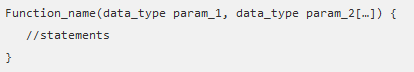 Function_name(data_type param_1, data_type param_2[…]) {
//statements
}